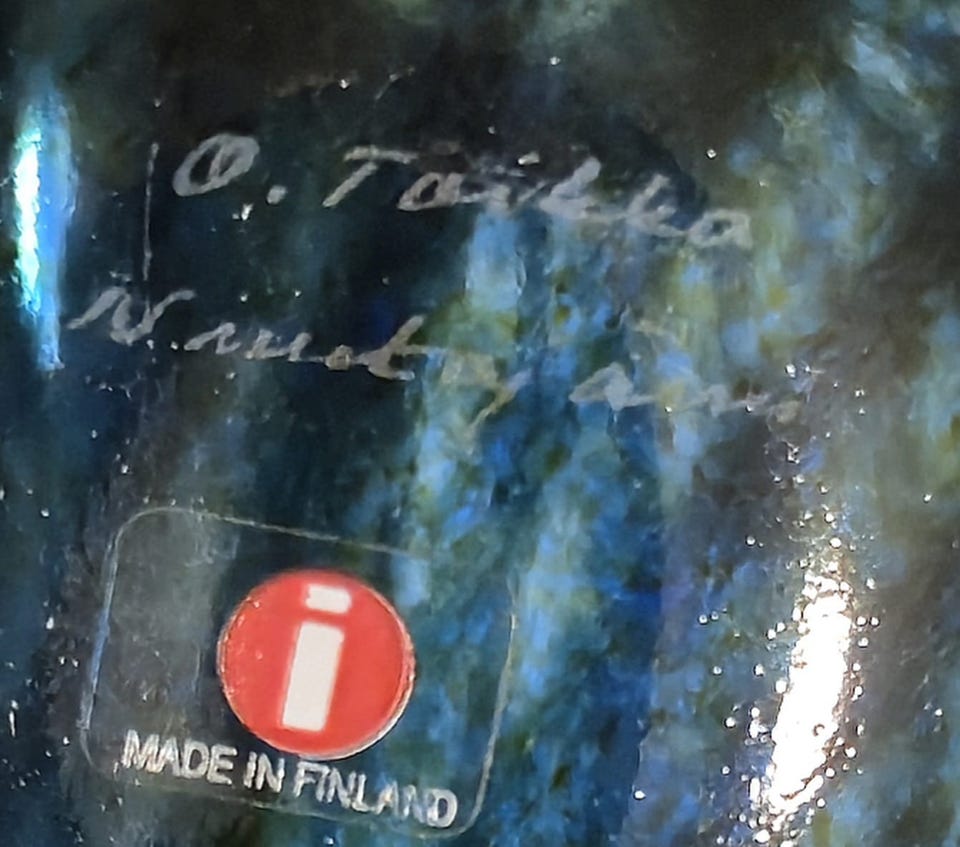 O. Toikka
Nuutajärvi
i
MADE IN FINLAND